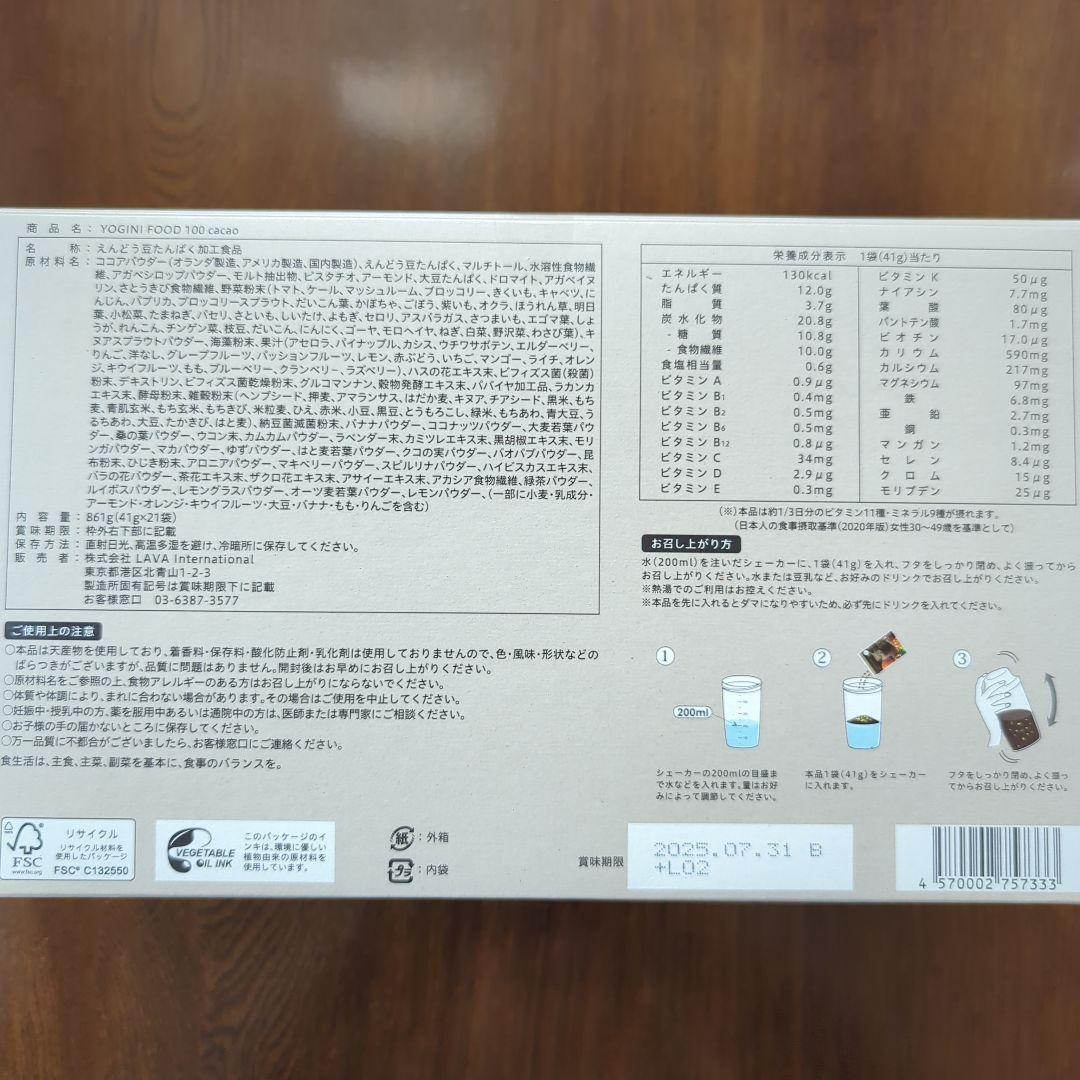 商品名：YOGINI FOOD 100 cacao
名称：えんどう豆たんぱく加工食品
原材料名：ココアパウダー(オランダ製造、アメリカ製造、国内製造)、えんどう豆たんぱく、マルチトール、水溶性食物繊
維、アガベシロップパウダー、モルト抽出物、ピスタチオ、アーモンド、大豆たんぱく、ドロマイト、アガベイヌ
リン、さとうきび食物繊維、野菜粉末(トマト、ケール、マッシュルーム、ブロッコリー、きくいも、キャベツ、に
んじん、パプリカ、ブロッコリースプラウト、だいこん葉、かぼちゃ、ごぼう、紫いも、オクラ、ほうれん草、明日
葉、小松菜、たまねぎ、パセリ、さといも、しいたけ、よもぎ、セロリ、アスパラガス、さつまいも、エゴマ葉、しょ
うが、れんこん、チンゲン菜、枝豆、だいこん、にんにく、ゴーヤ、モロヘイヤ、ねぎ、白菜、野沢菜、わさび葉)、キ
ヌアスプラウトパウダー、海藻粉末、果汁(アセロラ、パイナップル、カシス、ウチワサボテン、エルダーベリー、
りんご、洋なし、グレープフルーツ、パッションフルーツ、レモン、赤ぶどう、いちご、マンゴー、ライチ、オレン
ジ、キウイフルーツ、もも、ブルーベリー、クランベリー、ラズベリー)、ハスの花エキス末、ビフィズス菌(殺菌)
粉末、デキストリン、ビフィズス菌乾燥粉末、グルコマンナン、穀物発酵エキス末、パパイヤ加工品、ラカンカ
エキス末、酵母粉末、雑穀粉末(ヘンプシード、押麦、アマランサス、はだか麦、キヌア、チアシード、黒米、もち
麦、青肌玄米、もち玄米、もちきび、米粒麦、ひえ、赤米、小豆、黒豆、とうもろこし、緑米、もちあわ、青大豆、う
るちあわ、大豆、たかきび、はと麦)、納豆菌滅菌粉末、バナナパウダー、ココナッツパウダー、大麦若葉パウダ
ー、桑の葉パウダー、ウコン末、カムカムパウダー、ラベンダー末、カミツレエキス末、黒胡椒エキス末、モリ
ンガパウダー、マカパウダー、ゆずパウダー、はと麦若葉パウダー、クコの実パウダー、バオバブパウダー、昆
布粉末、ひじき粉末、アロニアパウダー、マキベリーパウダー、スピルリナパウダー、ハイビスカスエキス末、
バラの花パウダー、茶花エキス末、ザクロ花エキス末、アサイーエキス末、アカシア食物繊維、緑茶パウダー、
ルイボスパウダー、レモングラスパウダー、オーツ麦若葉パウダー、レモンパウダー、(一部に小麦・乳成分・
アーモンド・オレンジ・キウイフルーツ・大豆・バナナ・もも・りんごを含む)
内容量：861g(41g×21袋)
賞味期限：枠外右下部に記載
保存方法：直射日光、高温多湿を避け、冷暗所に保存してください。
販売者：株式会社 LAVA International
東京都港区北青山1-2-3
製造所固有記号は賞味期限下に記載
お客様窓口 03-6387-3577
ご使用上の注意
○本品は天産物を使用しており、着香料・保存料・酸化防止剤・乳化剤は使用しておりませんので、色・風味・形状などの
ばらつきがございますが、品質に問題はありません。開封後はお早めにお召し上がりください。
○原材料名をご参照の上、食物アレルギーのある方はお召し上がりにならないでください。
○体質や体調により、まれに合わない場合があります。その場合はご使用を中止してください。
○妊娠中・授乳中の方、薬を服用中あるいは通院中の方は、医師または専門家にご相談ください。
○お子様の手の届かないところに保存してください。
○万一品質に不都合がございましたら、お客様窓口にご連絡ください。
食生活は、主食、主菜、副菜を基本に、食事のバランスを。
栄養成分表示 1袋(41g)当たり
エネルギー 130kcal
たんぱく質 12.0g
脂質 3.7g
炭水化物 20.8g
- 糖質 10.8g
- 食物繊維 10.0g
食塩相当量 0.6g
ビタミン A 0.9μg
ビタミン B1 0.4mg
ビタミン B2 0.5mg
ビタミン B6 0.5mg
ビタミン B12 0.8μg
ビタミン C 34mg
ビタミン D 2.9μg
ビタミン E 0.3mg
ビタミン K 50μg
ナイアシン 7.7mg
葉酸 80μg
パントテン酸 1.7mg
ビオチン 17.0μg
カリウム 590mg
カルシウム 217mg
マグネシウム 97mg
鉄 6.8mg
亜鉛 2.7mg
銅 0.3mg
マンガン 1.2mg
セレン 8.4μg
クロム 15μg
モリブデン 25μg
(※)本品は約1/3日分のビタミン11種・ミネラル9種が摂れます。
(日本人の食事摂取基準(2020年版)女性30〜49歳を基準として)
お召し上がり方
水(200ml)を注いだシェーカーに、1袋(41g)を入れ、フタをしっかり閉め、よく振ってから
お召し上がりください。水または豆乳など、お好みのドリンクでお召し上がりください。
※熱湯でのご利用はお控えください。
※本品を先に入れるとダマになりやすいため、必ず先にドリンクを入れてください。
① ② ③
200ml
シェーカーの200mlの目盛ま
で水などを入れます。量はお好
みによって調節してください。
本品1袋(41g)をシェーカー
に入れます。
フタをしっかり閉め、よく振っ
てからお召し上がりください。
FSC
www.fsc.org
リサイクル
リサイクル材料を
使用したパッケージ
FSC® C132550
VEGETABLE
OIL INK
このパッケージのイ
ンキは、環境に優しい
植物由来の原材料を
使用しています。
紙：外箱
プラ：内袋
賞味期限
2025.07.31 B
+L02
4 570002 757333